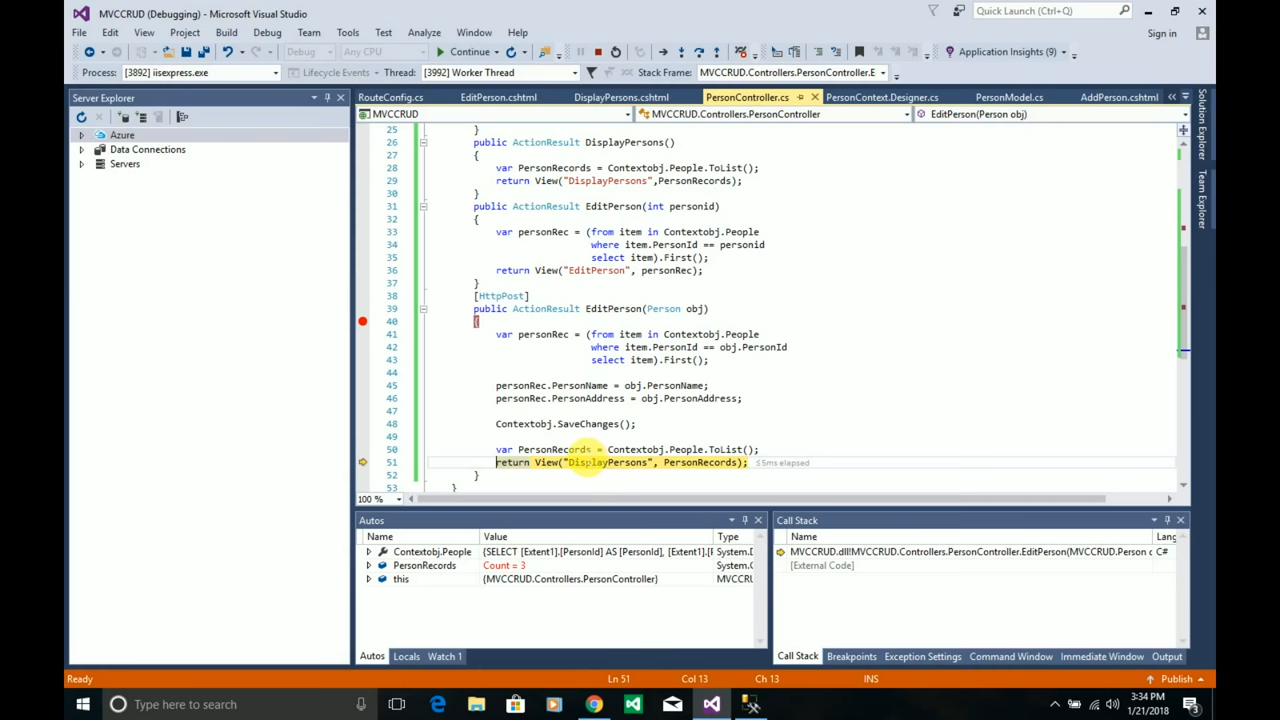 MVCCRUD (Debugging) - Microsoft Visual Studio
Quick Launch (Ctrl+Q)
File Edit View Project Build Debug Team Tools Test Analyze Window Help
Sign in
Debug Any CPU Continue Application Insights (9)
Process: [3892] iisexpress.exe Lifecycle Events Thread: [3992] Worker Thread Stack Frame: MVCCRUD.Controllers.PersonController.E
Server Explorer
RouteConfig.cs EditPerson.cshtml DisplayPersons.cshtml PersonController.cs PersonContext.Designer.cs PersonModel.cs AddPerson.cshtml
MVCCRUD MVCCRUD.Controllers.PersonController EditPerson(Person obj)
Azure
Data Connections
Servers
25 }
26 public ActionResult DisplayPersons()
27 {
28 var PersonRecords = Contextobj.People.ToList();
29 return View("DisplayPersons",PersonRecords);
30 }
31 public ActionResult EditPerson(int personid)
32 {
33 var personRec = (from item in Contextobj.People
34 where item.PersonId == personid
35 select item).First();
36 return View("EditPerson", personRec);
37 }
38 [HttpPost]
39 public ActionResult EditPerson(Person obj)
40 {
41 var personRec = (from item in Contextobj.People
42 where item.PersonId == obj.PersonId
43 select item).First();
44
45 personRec.PersonName = obj.PersonName;
46 personRec.PersonAddress = obj.PersonAddress;
47
48 Contextobj.SaveChanges();
49
50 var PersonRecords = Contextobj.People.ToList();
51 return View("DisplayPersons", PersonRecords); ≤5ms elapsed
52 }
53 }
100 %
Solution Explorer
Team Explorer
Autos
Name Value Type
Contextobj.People {SELECT [Extent1].[PersonId] AS [PersonId], [Extent1].[P System.D
PersonRecords Count = 3 System.C
this {MVCCRUD.Controllers.PersonController} MVCCRU
Autos Locals Watch 1
Call Stack
Name Lang
MVCCRUD.dll!MVCCRUD.Controllers.PersonController.EditPerson(MVCCRUD.Person c C#
[External Code]
Call Stack Breakpoints Exception Settings Command Window Immediate Window Output
Ready Ln 51 Col 13 Ch 13 INS Publish
Type here to search
3:34 PM
1/21/2018
3